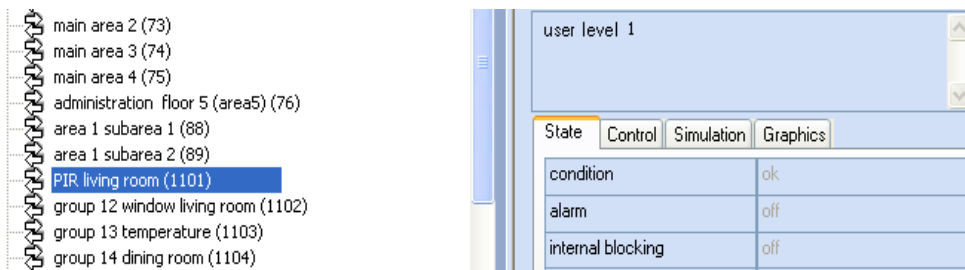 main area 2 (73)
main area 3 (74)
main area 4 (75)
administration floor 5 (area5) (76)
area 1 subarea 1 (88)
area 1 subarea 2 (89)
PIR living room (1101)
group 12 window living room (1102)
group 13 temperature (1103)
group 14 dining room (1104)
user level 1
State Control Simulation Graphics
condition ok
alarm off
internal blocking off